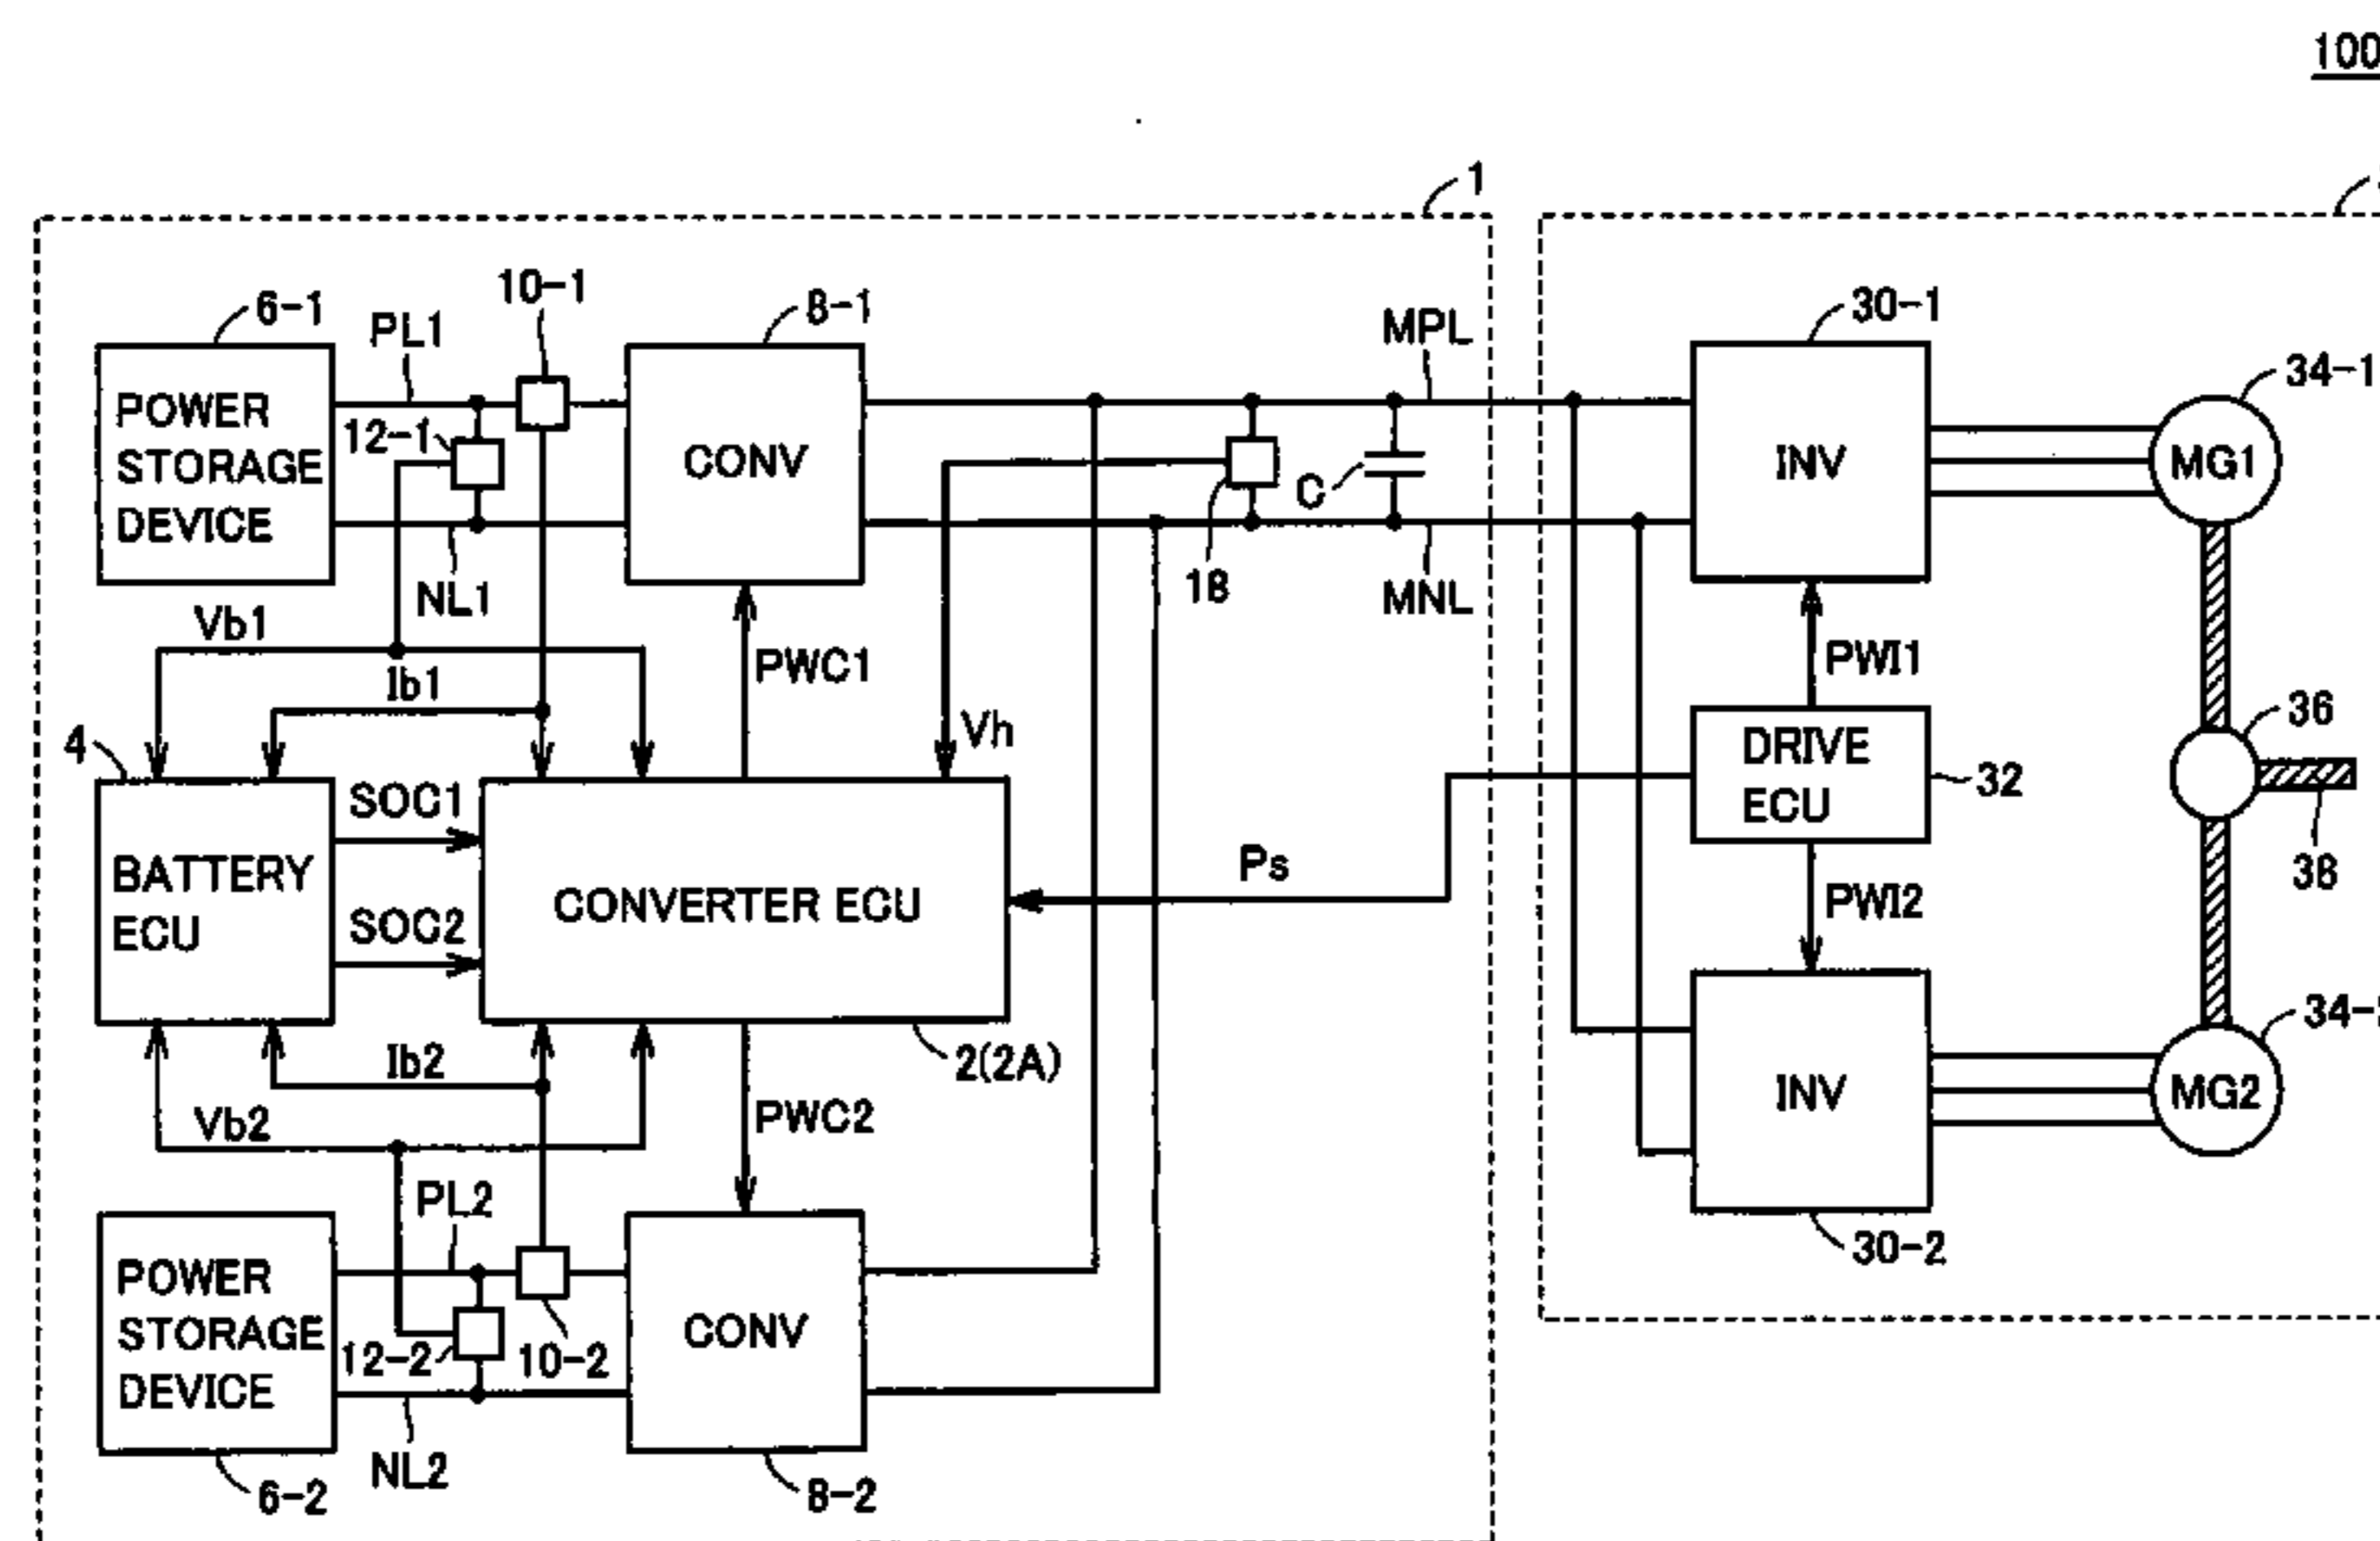 100
1
10-1
6-1
8-1
30-1
PL1
MPL
34-1
POWER
STORAGE
DEVICE
12-1
CONV
C
INV
MG1
18
NL1
MNL
Vb1
PWC1
PWI1
Ib1
Vh
36
4
DRIVE
ECU
32
SOC1
Ps
38
BATTERY
ECU
CONVERTER ECU
PWI2
SOC2
Ib2
2(2A)
Vb2
PWC2
INV
MG2
PL2
30-2
POWER
STORAGE
DEVICE
12-2
10-2
CONV
NL2
6-2
8-2